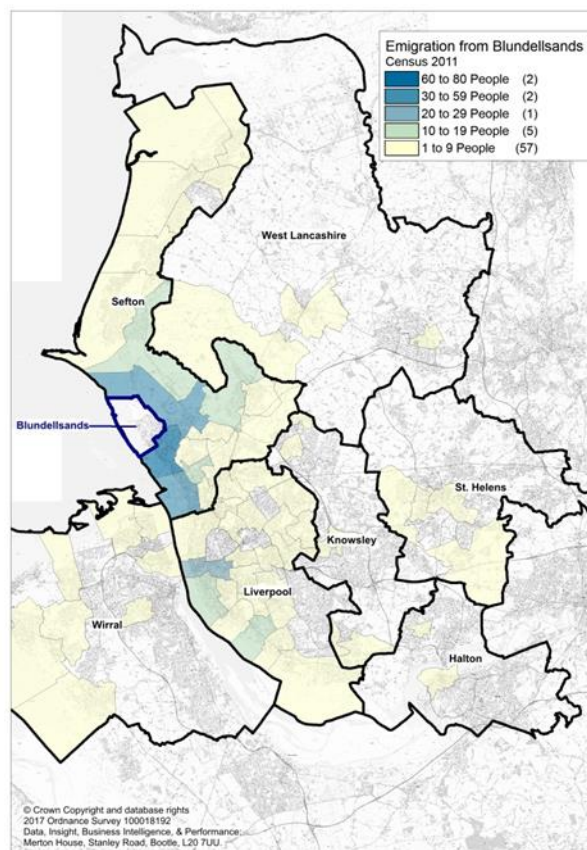 Emigration from Blundellsands
Census 2011
60 to 80 People (2)
30 to 59 People (2)
20 to 29 People (1)
10 to 19 People (5)
1 to 9 People (57)
West Lancashire
Sefton
Blundellsands
St. Helens
Knowsley
Liverpool
Wirral
Halton
© Crown Copyright and database rights
2017 Ordnance Survey 100018192
Data, Insight, Business Intelligence, & Performance;
Merton House, Stanley Road, Bootle, L20 7UU.